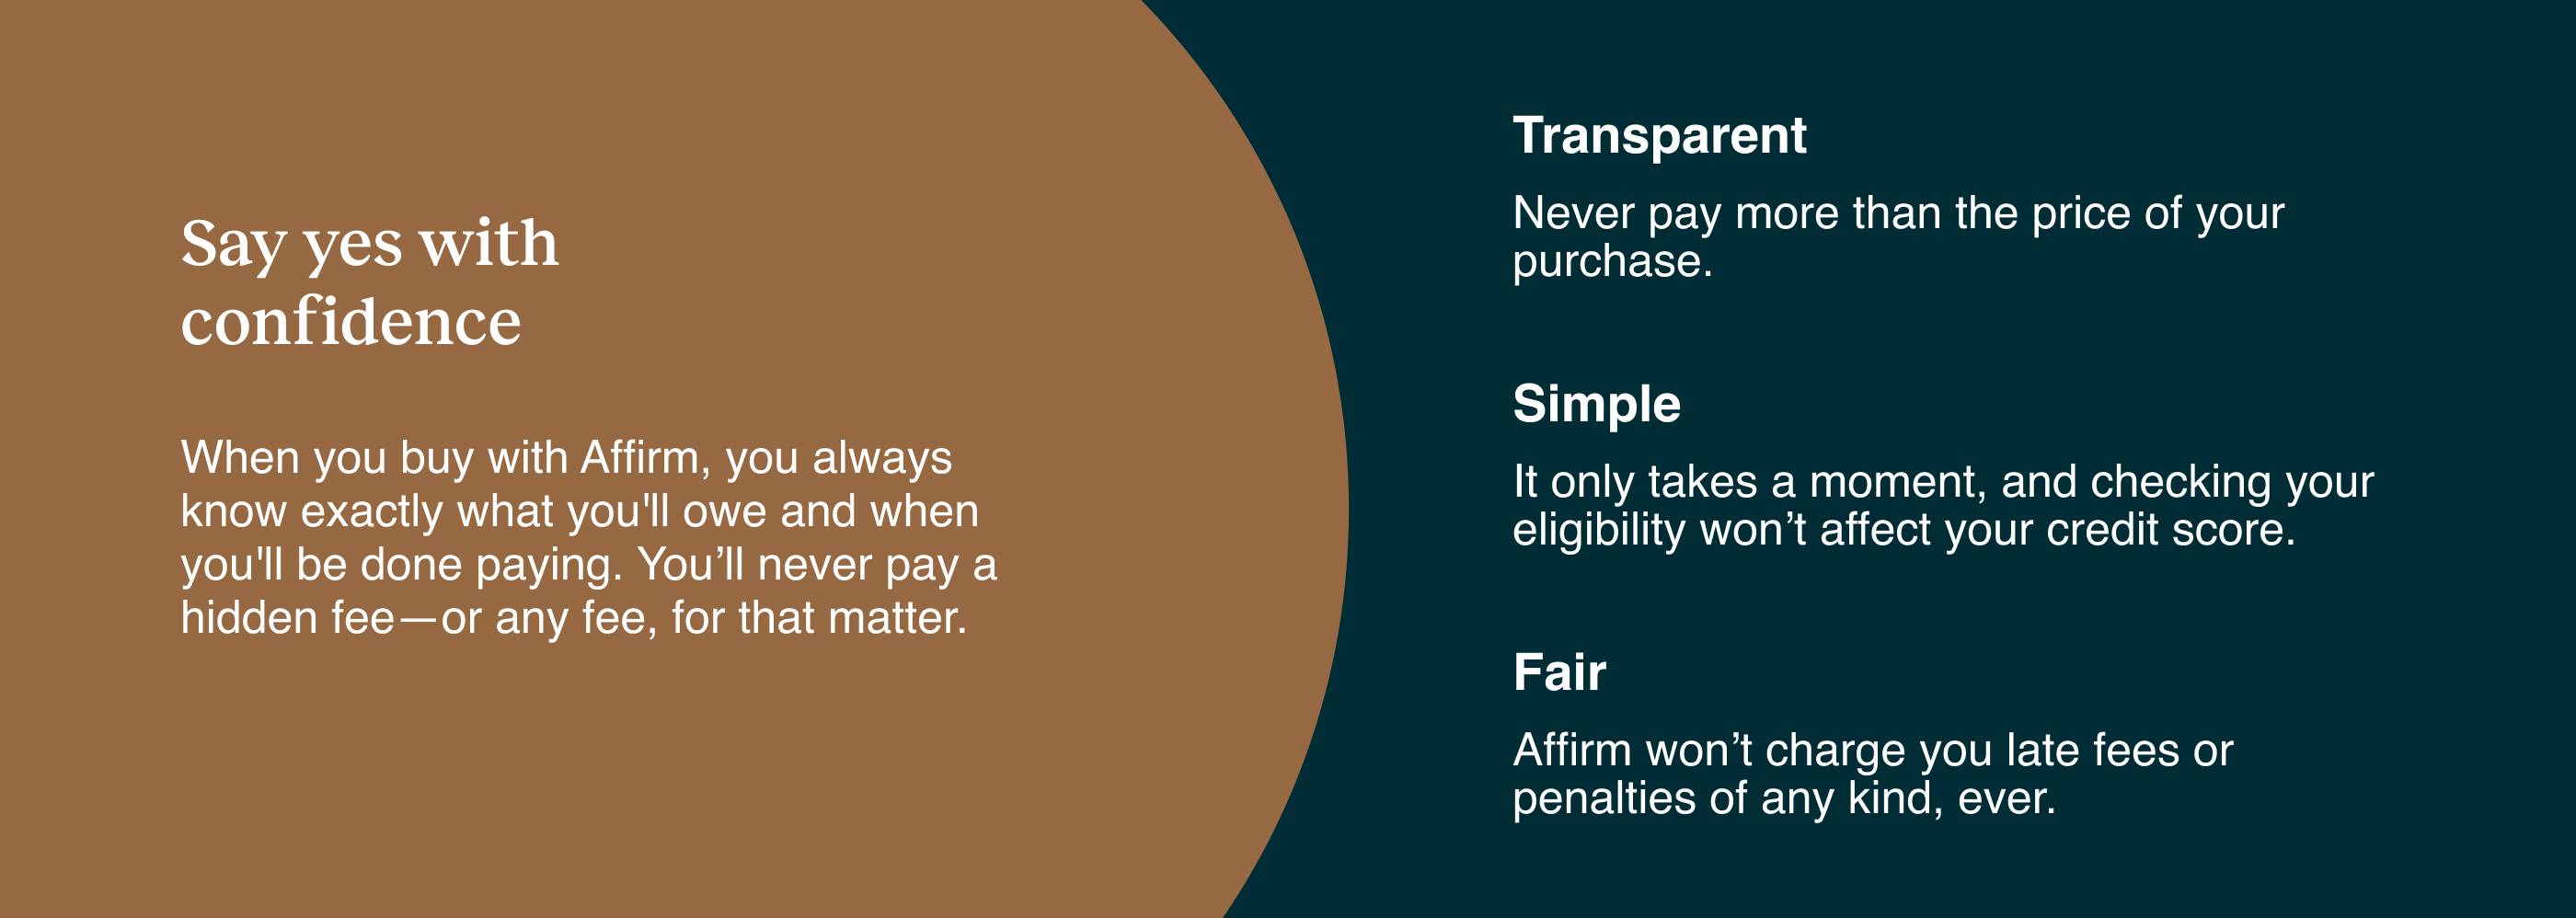 Say yes with
confidence
When you buy with Affirm, you always
know exactly what you'll owe and when
you'll be done paying. You’ll never pay a
hidden fee—or any fee, for that matter.
Transparent
Never pay more than the price of your
purchase.
Simple
It only takes a moment, and checking your
eligibility won’t affect your credit score.
Fair
Affirm won’t charge you late fees or
penalties of any kind, ever.